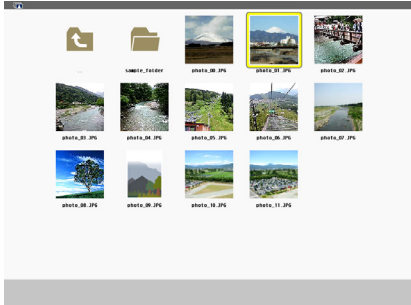 ..
sample_folder
photo_00.JPG
photo_01.JPG
photo_02.JPG
photo_03.JPG
photo_04.JPG
photo_05.JPG
photo_06.JPG
photo_07.JPG
photo_08.JPG
photo_09.JPG
photo_10.JPG
photo_11.JPG